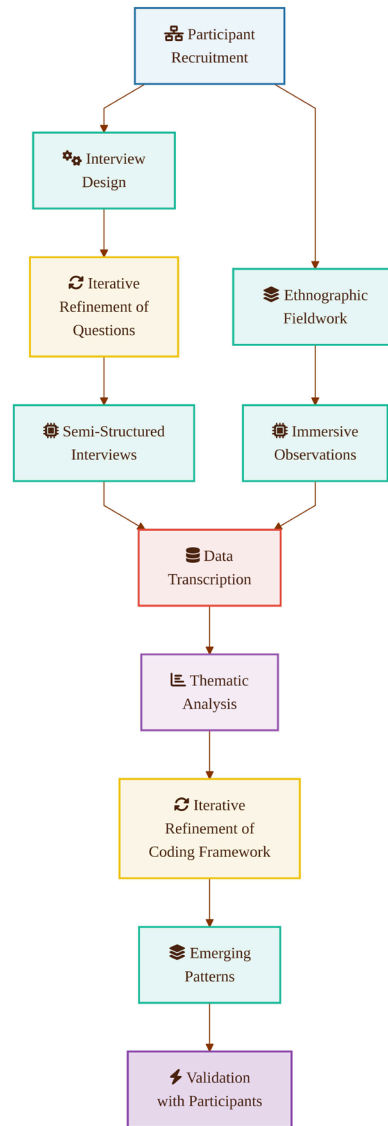 Participant
Recruitment
Interview
Design
Iterative
Refinement of
Questions
Ethnographic
Fieldwork
Semi-Structured
Interviews
Immersive
Observations
Data
Transcription
Thematic
Analysis
Iterative
Refinement of
Coding Framework
Emerging
Patterns
Validation
with Participants